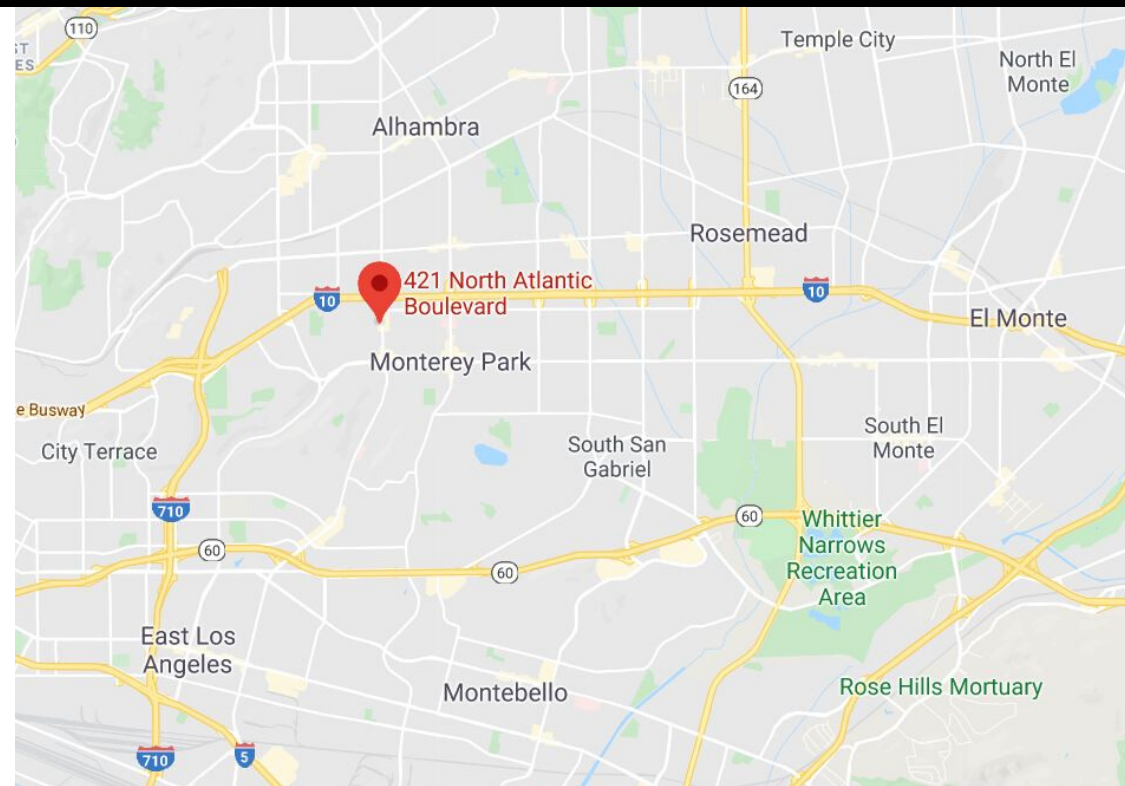 110
Temple City
ST
ES
North El
Monte
164
Alhambra
Rosemead
421 North Atlantic
Boulevard
10
10
El Monte
Monterey Park
e Busway
City Terrace
South San
Gabriel
South El
Monte
710
60
60
60
Whittier
Narrows
Recreation
Area
East Los
Angeles
Montebello
Rose Hills Mortuary
710
5